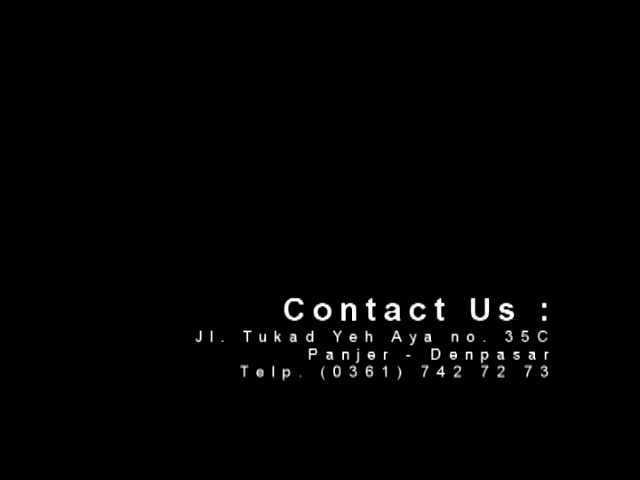 Contact Us :
Jl. Tukad Yeh Aya no. 35C
Panjer - Denpasar
Telp. (0361) 742 72 73